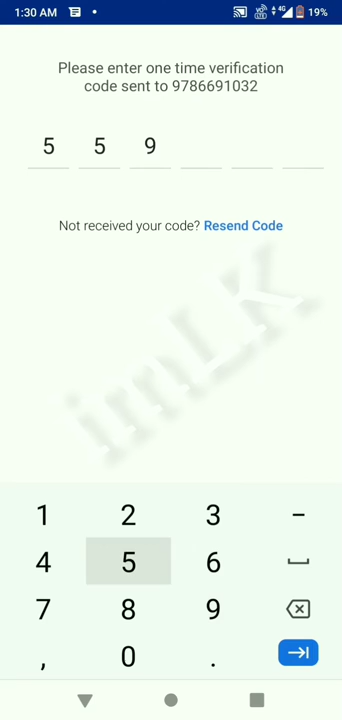 1:30 AM
4G
19%
Please enter one time verification
code sent to 9786691032
5 5 9
Not received your code? Resend Code
imLK
1 2 3 –
4 5 6
7 8 9
, 0 .